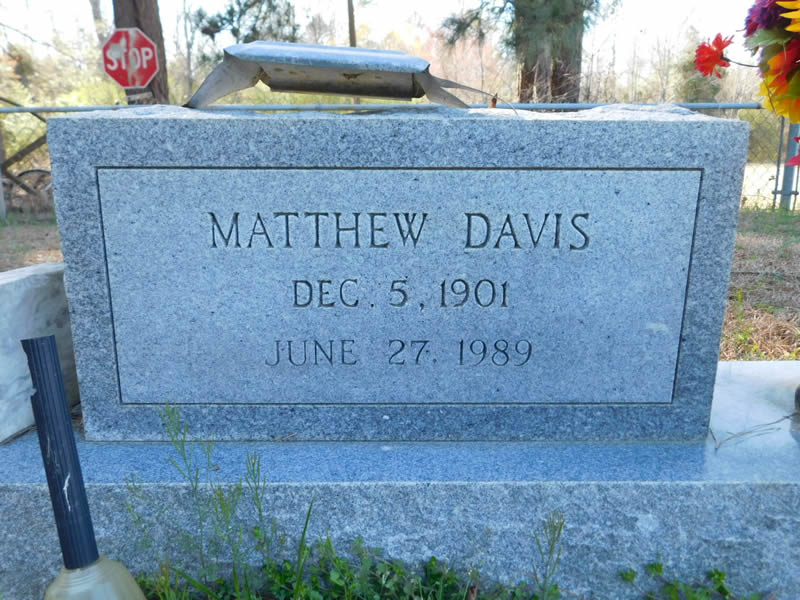 STOP
MATTHEW DAVIS
DEC. 5, 1901
JUNE 27, 1989